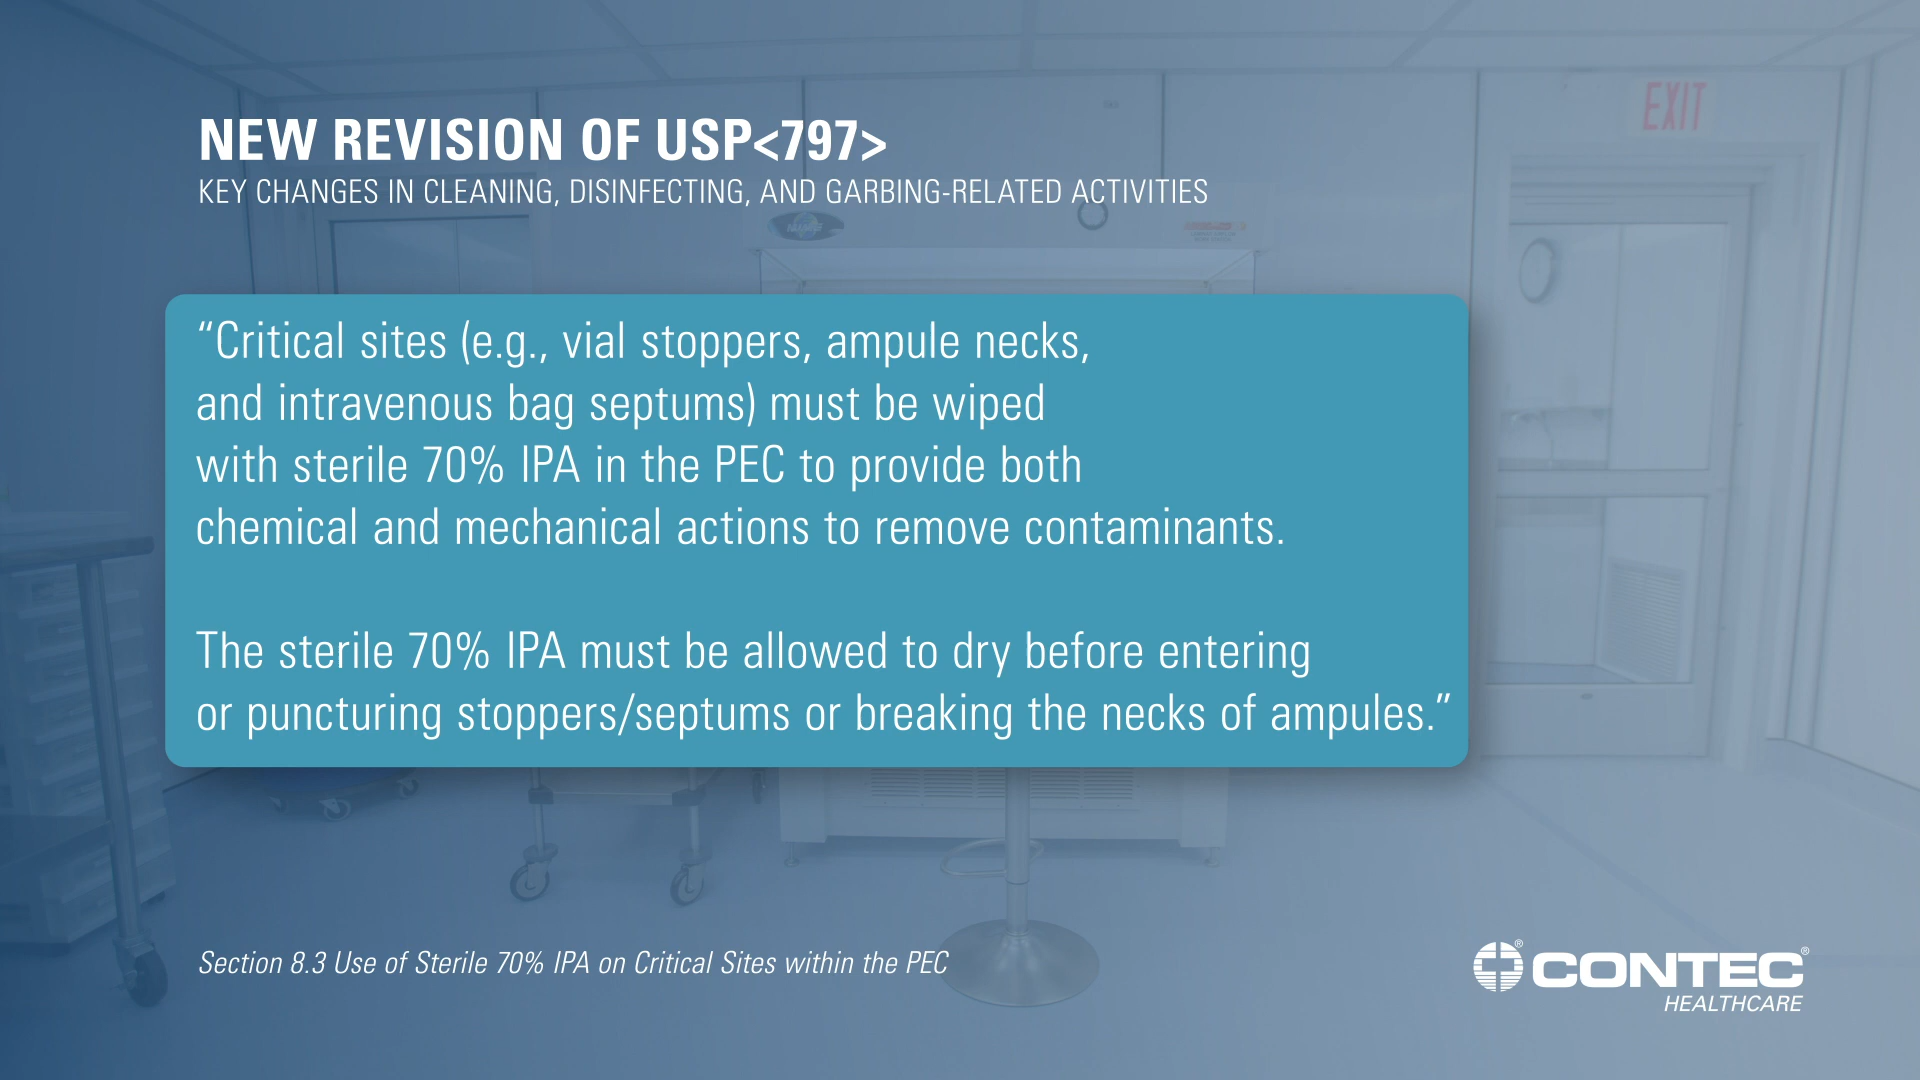 NEW REVISION OF USP<797>
KEY CHANGES IN CLEANING, DISINFECTING, AND GARBING-RELATED ACTIVITIES
EXIT
“Critical sites (e.g., vial stoppers, ampule necks,
and intravenous bag septums) must be wiped
with sterile 70% IPA in the PEC to provide both
chemical and mechanical actions to remove contaminants.
The sterile 70% IPA must be allowed to dry before entering
or puncturing stoppers/septums or breaking the necks of ampules.”
Section 8.3 Use of Sterile 70% IPA on Critical Sites within the PEC
CONTEC®
HEALTHCARE